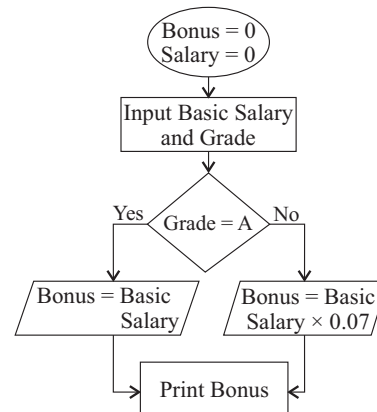 Bonus = 0
Salary = 0
Input Basic Salary
and Grade
Yes
Grade = A
No
Bonus = Basic
Salary
Bonus = Basic
Salary × 0.07
Print Bonus